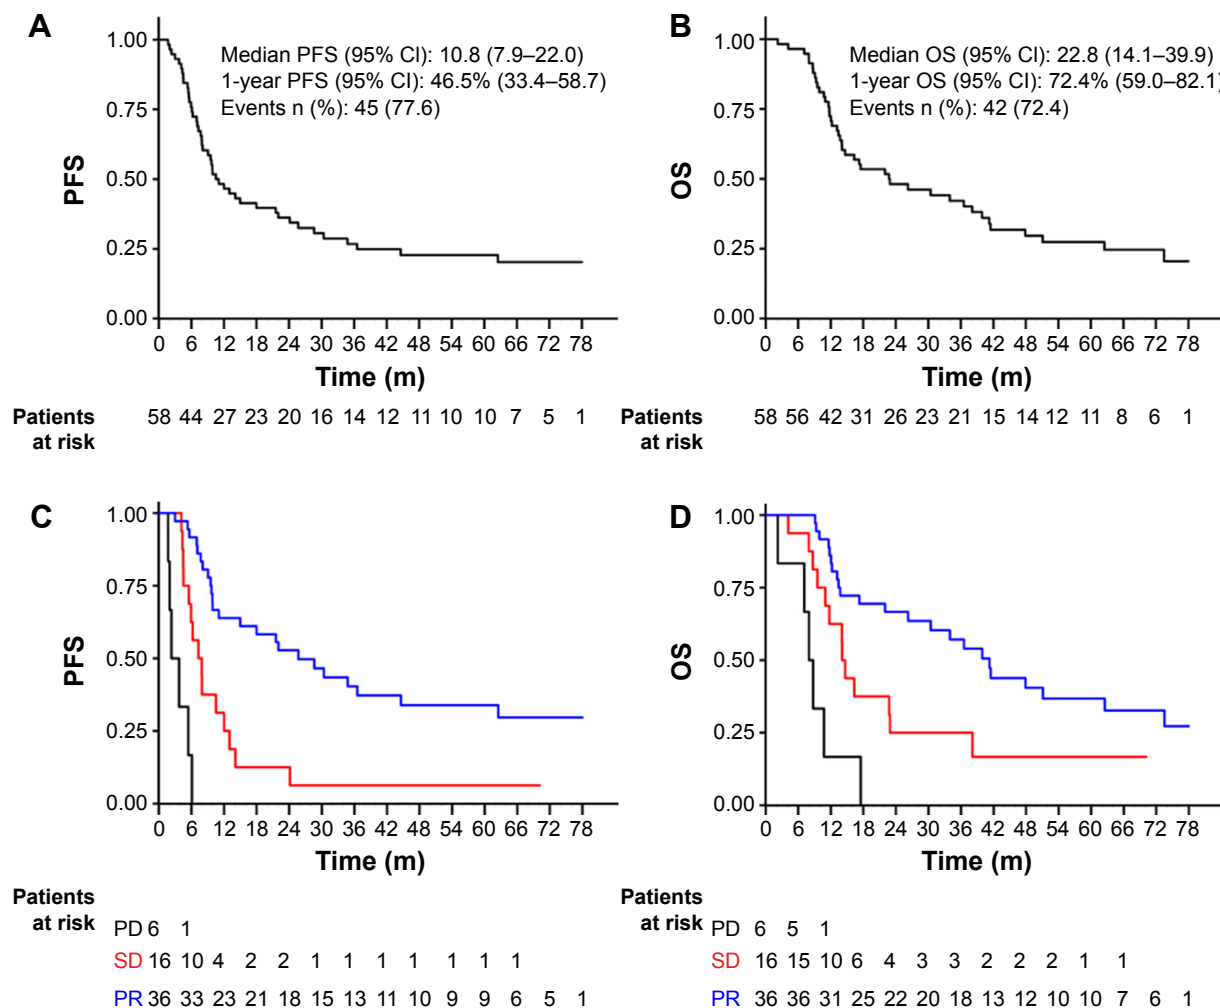 A
Median PFS (95% CI): 10.8 (7.9–22.0)
1-year PFS (95% CI): 46.5% (33.4–58.7)
Events n (%): 45 (77.6)
1.00
0.75
0.50
0.25
0.00
PFS
0 6 12 18 24 30 36 42 48 54 60 66 72 78
Time (m)
Patients at risk
58 44 27 23 20 16 14 12 11 10 10 7 5 1
B
Median OS (95% CI): 22.8 (14.1–39.9)
1-year OS (95% CI): 72.4% (59.0–82.1)
Events n (%): 42 (72.4)
1.00
0.75
0.50
0.25
0.00
OS
0 6 12 18 24 30 36 42 48 54 60 66 72 78
Time (m)
Patients at risk
58 56 42 31 26 23 21 15 14 12 11 8 6 1
C
1.00
0.75
0.50
0.25
0.00
PFS
0 6 12 18 24 30 36 42 48 54 60 66 72 78
Time (m)
Patients at risk
PD 6 1
SD 16 10 4 2 2 1 1 1 1 1 1 1
PR 36 33 23 21 18 15 13 11 10 9 9 6 5 1
D
1.00
0.75
0.50
0.25
0.00
OS
0 6 12 18 24 30 36 42 48 54 60 66 72 78
Time (m)
Patients at risk
PD 6 5 1
SD 16 15 10 6 4 3 3 2 2 2 1 1
PR 36 36 31 25 22 20 18 13 12 10 10 7 6 1